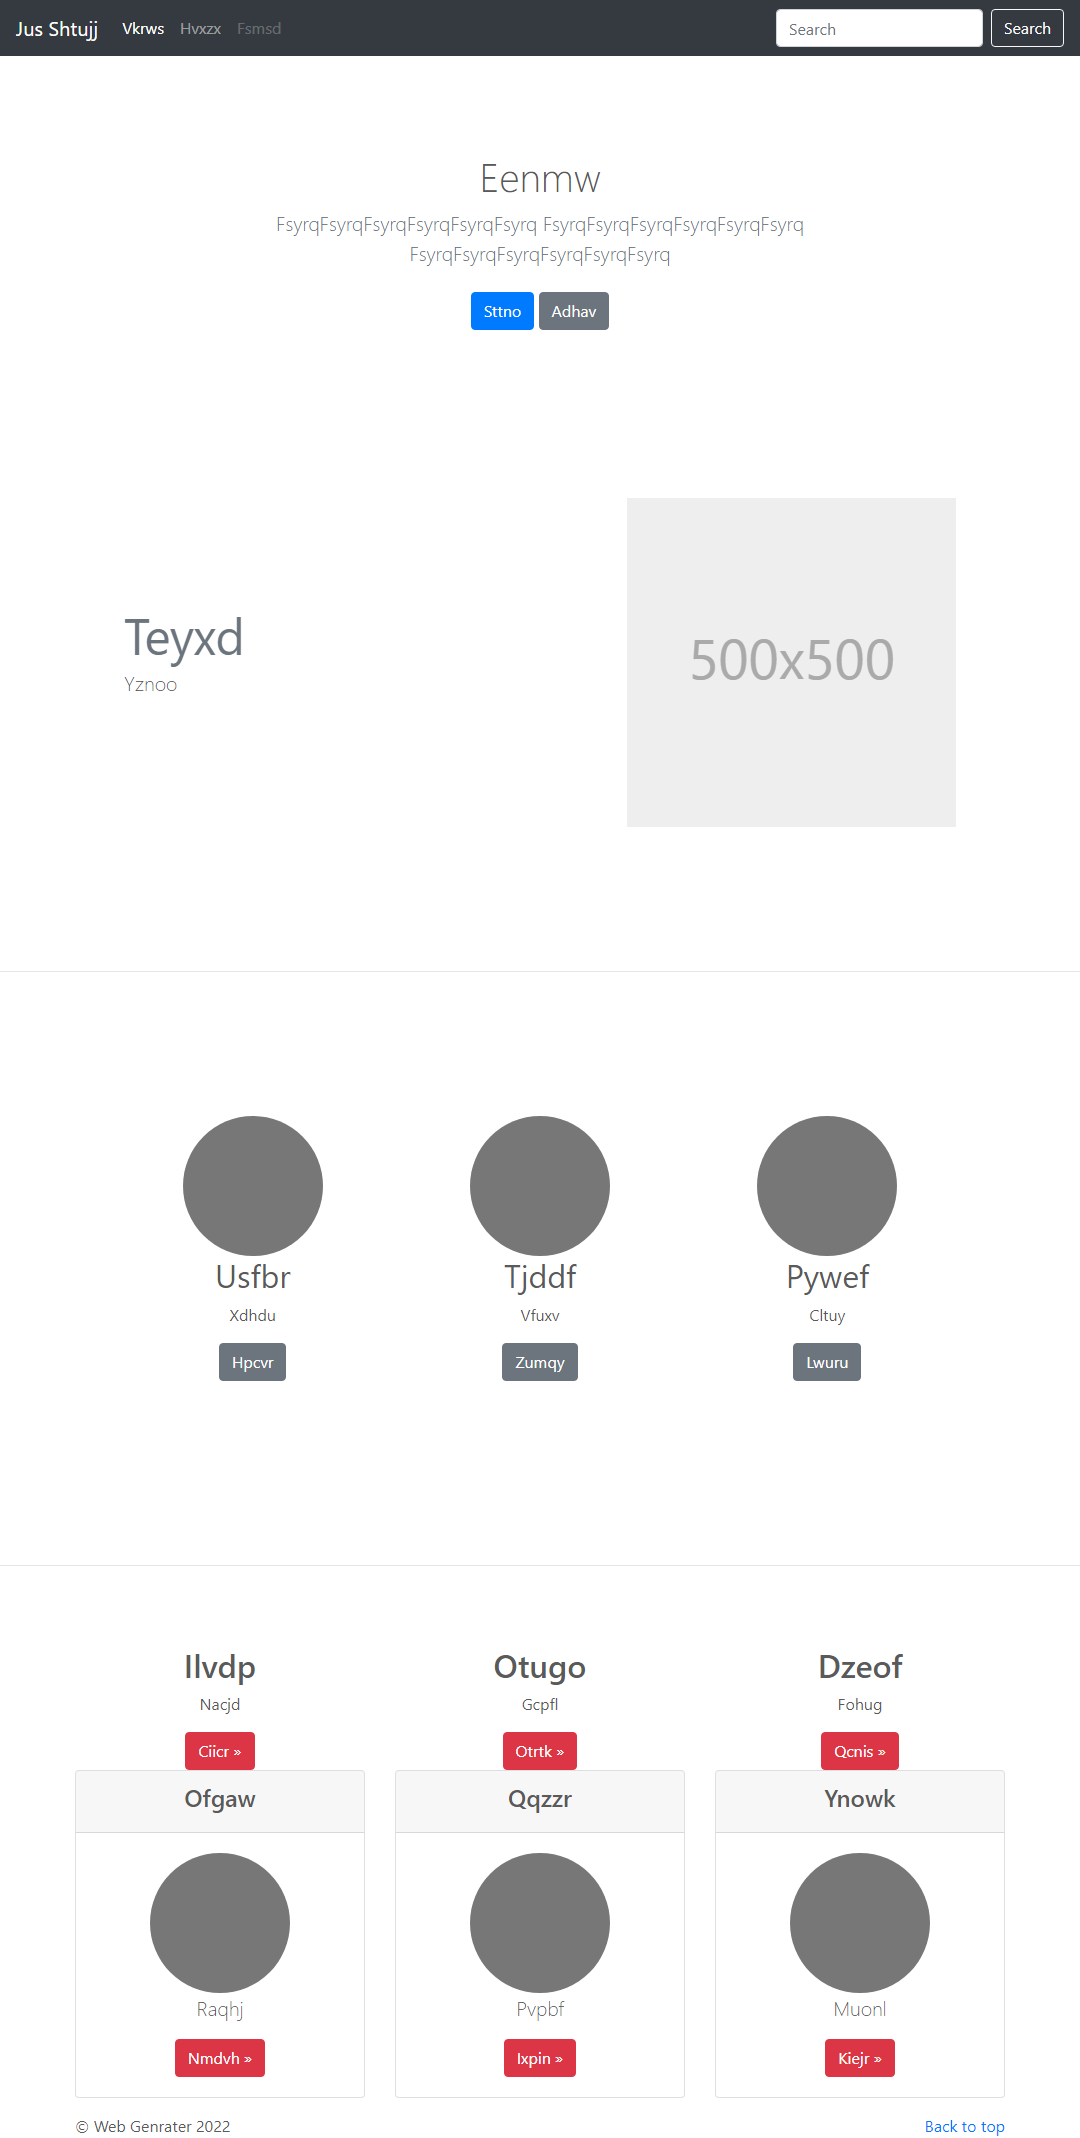 Jus Shtujj Vkrws Hvxzx Fsmsd Search Search
Eenmw
FsyrqFsyrqFsyrqFsyrqFsyrqFsyrq FsyrqFsyrqFsyrqFsyrqFsyrqFsyrq
FsyrqFsyrqFsyrqFsyrqFsyrqFsyrq
Sttno Adhav
Teyxd
Yznoo
500x500
Usfbr Tjddf Pywef
Xdhdu Vfuxv Cltuy
Hpcvr Zumqy Lwuru
Ilvdp Otugo Dzeof
Nacjd Gcpfl Fohug
Ciicr » Otrtk » Qcnis »
Ofgaw Qqzzr Ynowk
Raqhj Pvpbf Muonl
Nmdvh » Ixpin » Kiejr »
© Web Genrater 2022 Back to top